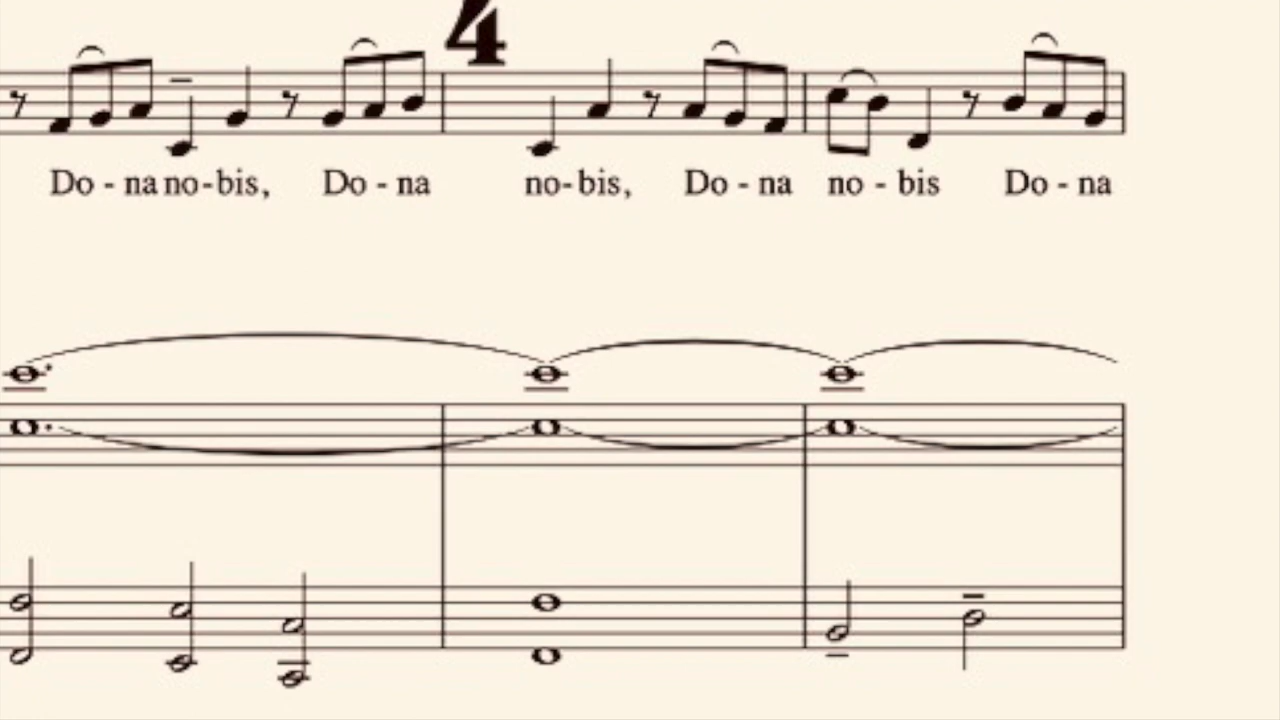 4
Do - na no - bis, Do - na no - bis, Do - na no - bis Do - na